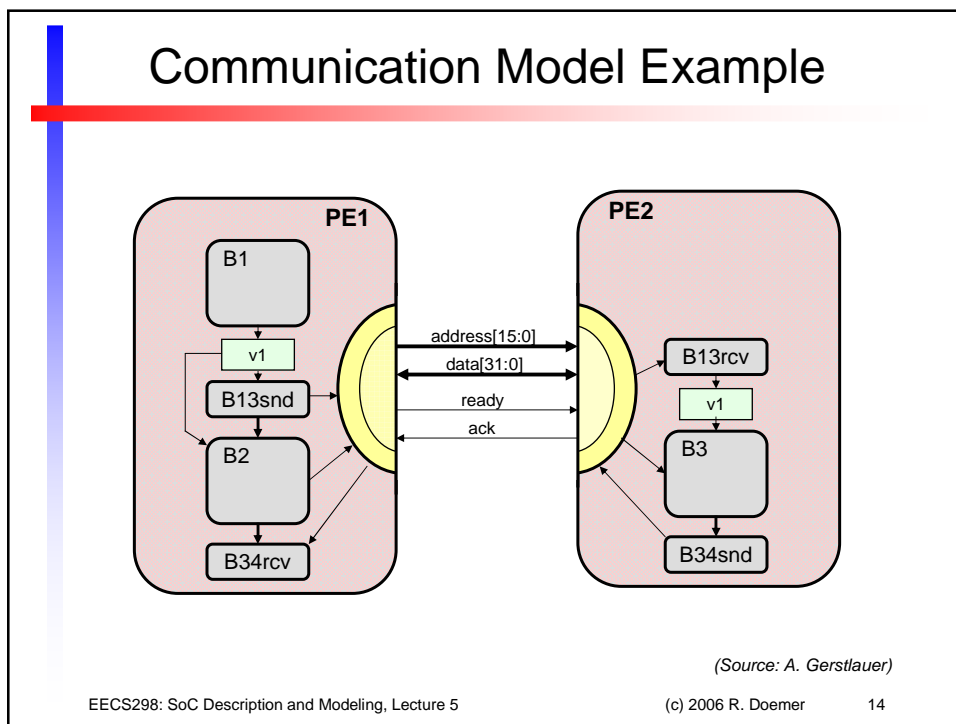 Communication Model Example
PE1
PE2
B1
v1
B13snd
B2
B34rcv
address[15:0]
data[31:0]
ready
ack
B13rcv
v1
B3
B34snd
(Source: A. Gerstlauer)
EECS298: SoC Description and Modeling, Lecture 5
(c) 2006 R. Doemer
14